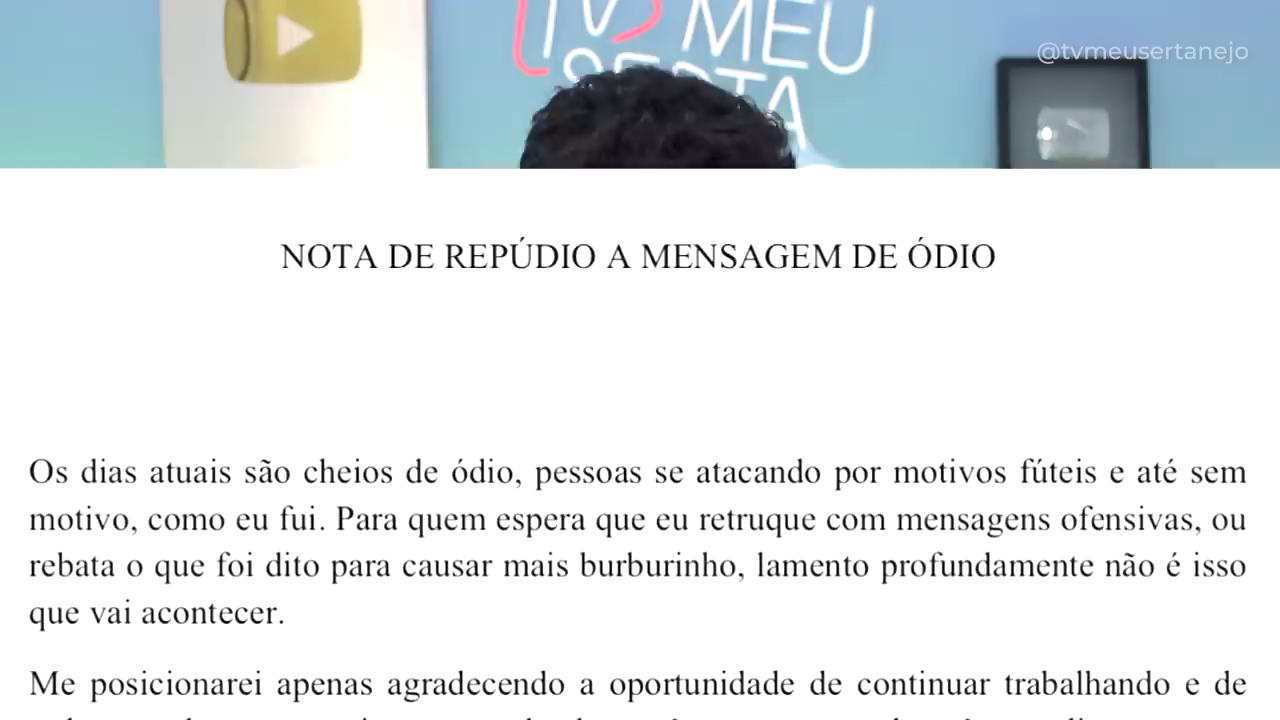 TV MEU
SERTA
@tvmeusertanejo
NOTA DE REPÚDIO A MENSAGEM DE ÓDIO
Os dias atuais são cheios de ódio, pessoas se atacando por motivos fúteis e até sem
motivo, como eu fui. Para quem espera que eu retruque com mensagens ofensivas, ou
rebata o que foi dito para causar mais burburinho, lamento profundamente não é isso
que vai acontecer.
Me posicionarei apenas agradecendo a oportunidade de continuar trabalhando e de